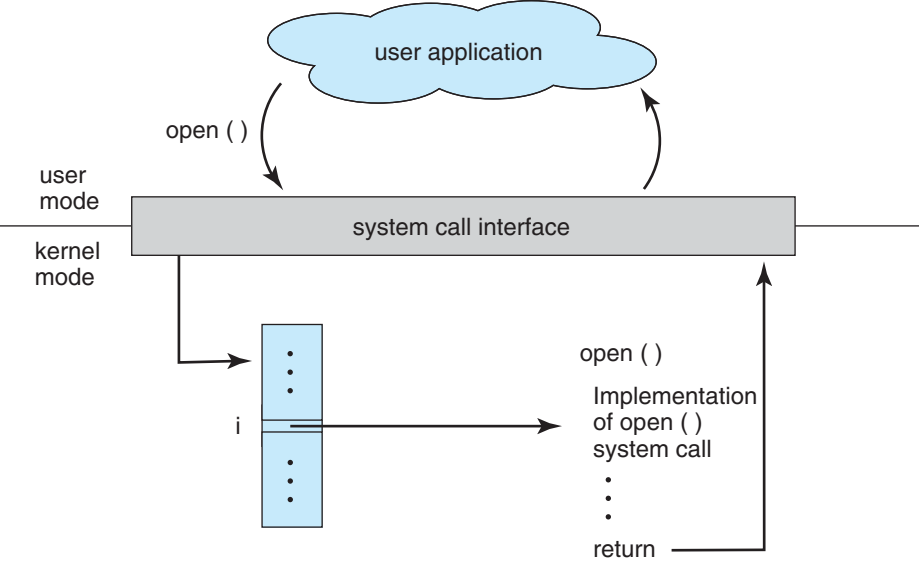 user application
open ( )
user
mode
system call interface
kernel
mode
open ( )
i
Implementation
of open ( )
system call
return